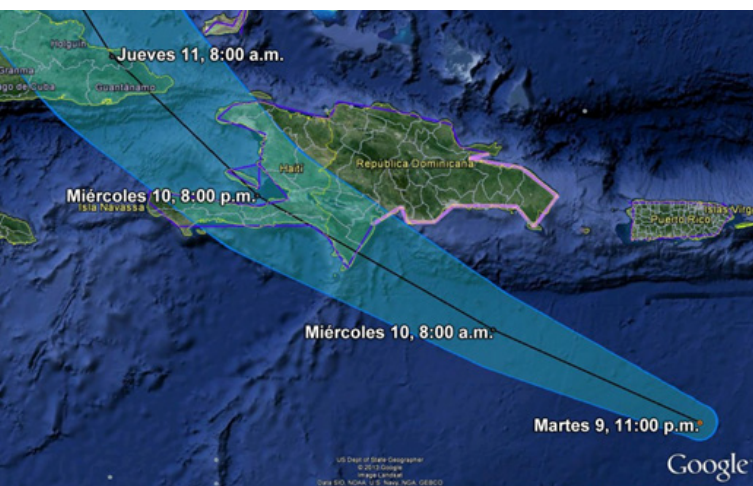 Holguín
Jueves 11, 8:00 a.m.
Granma
ago de Cuba
Guantánamo
Haití
República Dominicana
Miércoles 10, 8:00 p.m.
Isla Navassa
Islas Virg
Puerto Rico
Miércoles 10, 8:00 a.m.
Martes 9, 11:00 p.m.
US Dept of State Geographer
© 2013 Google
Image Landsat
Data SIO, NOAA, U.S. Navy, NGA, GEBCO
Google